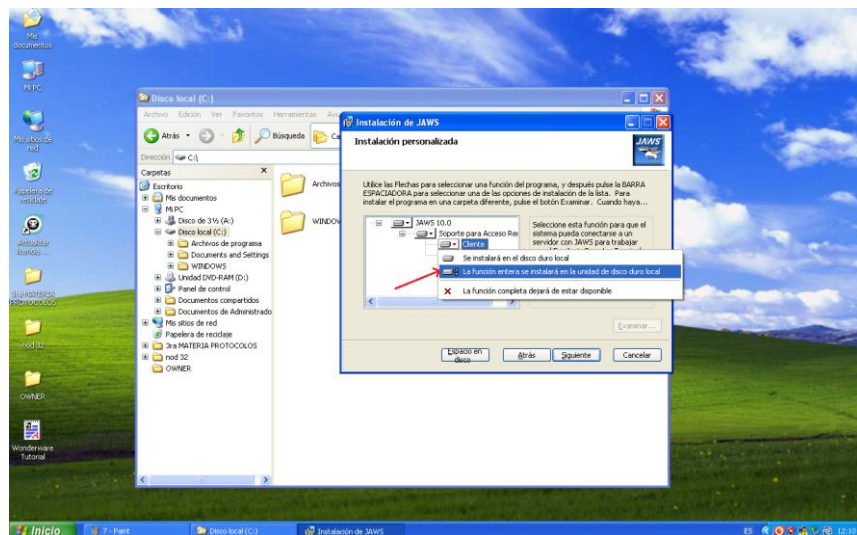 Mis
documentos
Mi PC
Mis sitios de
red
Papelera de
reciclaje
Actualizar
licencia ...
3ra MATERIA
PROTOCOLOS
nod 32
OWNER
Wonderware
Tutorial
Disco local (C:)
Archivo Edición Ver Favoritos Herramientas
Atrás Búsqueda
Dirección C:\
Carpetas X
Escritorio
Mis documentos
Mi PC
Disco de 3½ (A:)
Disco local (C:)
Archivos de programa
Documents and Settings
WINDOWS
Unidad DVD-RAM (D:)
Panel de control
Documentos compartidos
Documentos de Administrado
Mis sitios de red
Papelera de reciclaje
3ra MATERIA PROTOCOLOS
nod 32
OWNER
Archivos
WINDOW
Instalación de JAWS
Instalación personalizada
JAWS
Utilice las Flechas para seleccionar una función del programa, y después pulse la BARRA
ESPACIADORA para seleccionar una de las opciones de instalación de la lista. Para
instalar el programa en una carpeta diferente, pulse el botón Examinar. Cuando haya...
JAWS 10.0
Soporte para Acceso Rem
Cliente
Seleccione esta función para que el
sistema pueda conectarse a un
servidor con JAWS para trabajar
Se instalará en el disco duro local
La función entera se instalará en la unidad de disco duro local
La función completa dejará de estar disponible
Examinar...
Espacio en
disco
Atrás Siguiente Cancelar
Inicio 7 - Paint Disco local (C:) Instalación de JAWS ES 12:10